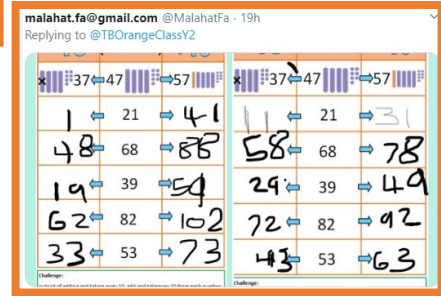 malahat.fa@gmail.com @MalahatFa · 19h
Replying to @TBOrangeClassY2
37 47 57
1 21 41
48 68 88
19 39 59
62 82 102
33 53 73
Challenge:
37 47 57
11 21 31
58 68 78
29 39 49
72 82 92
43 53 63
Challenge: